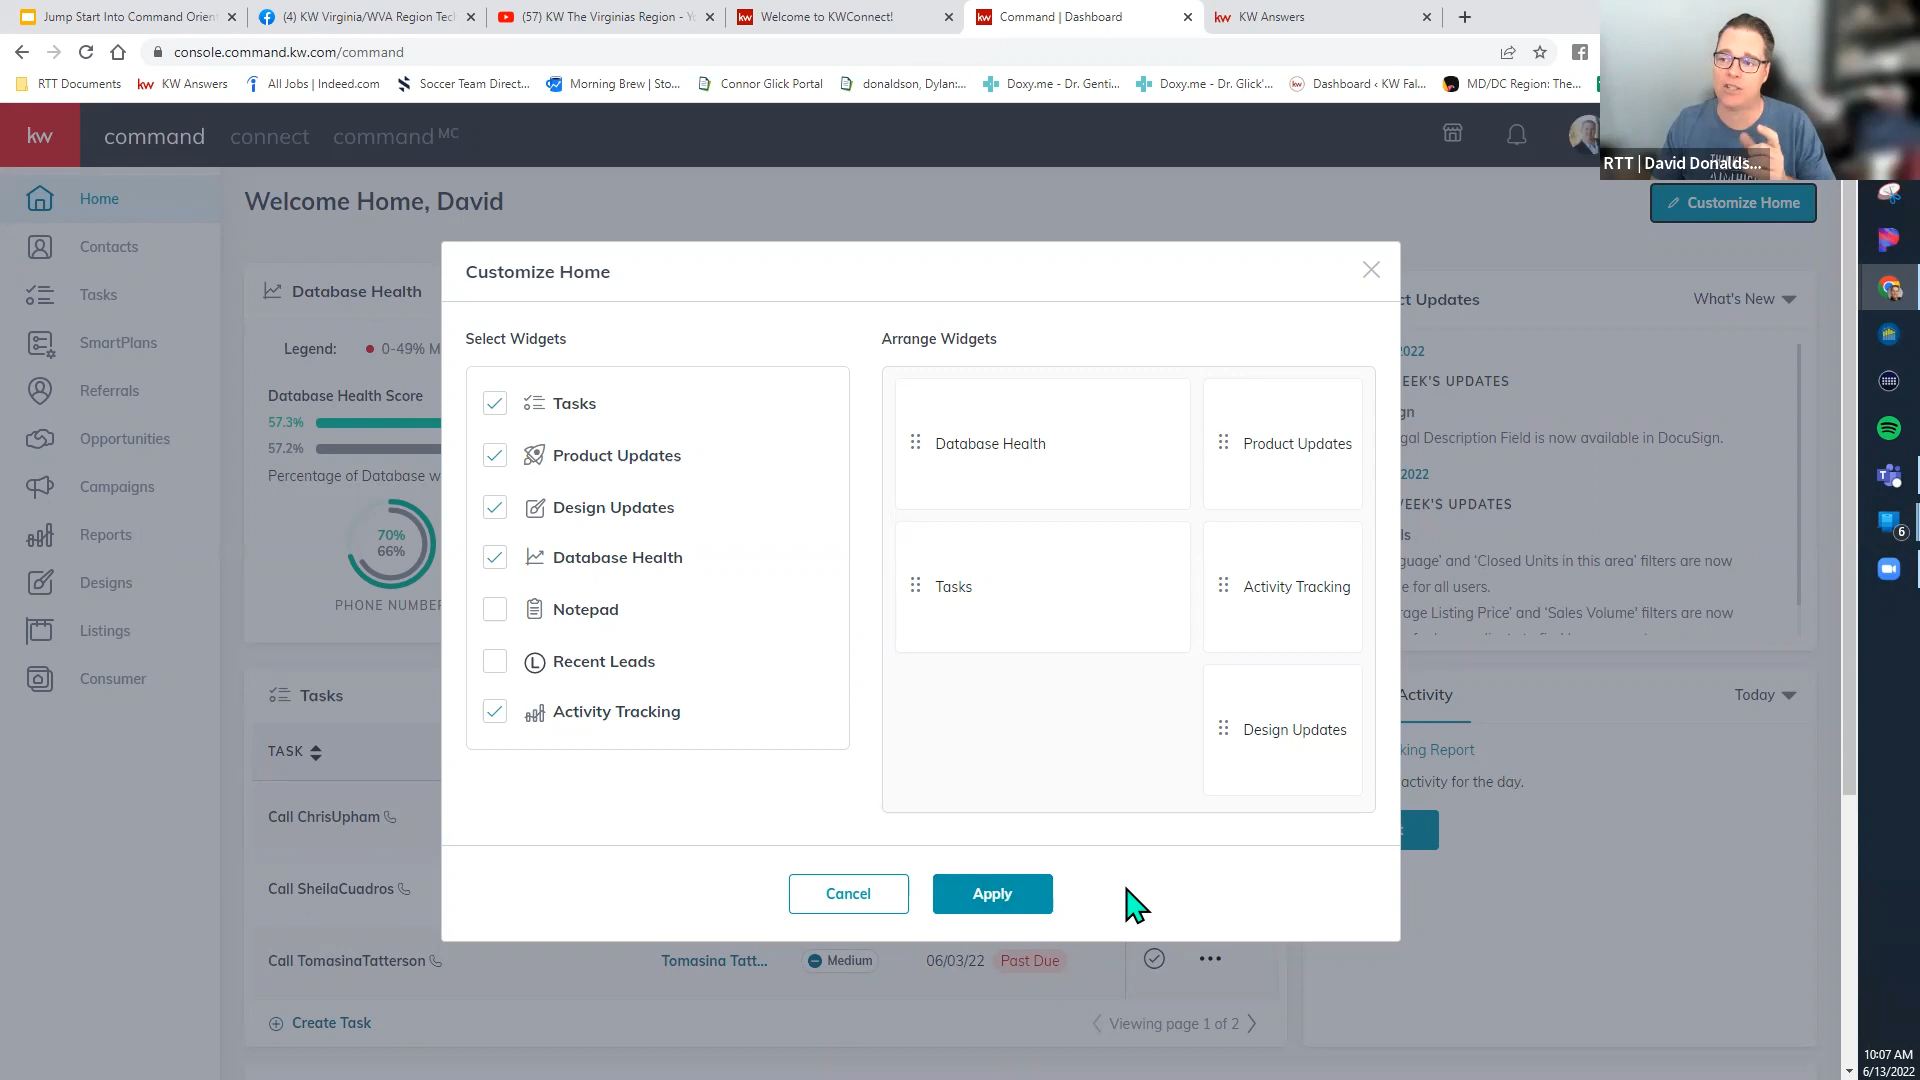 Jump Start Into Command Orien
(4) KW Virginia/WVA Region Tec
(57) KW The Virginias Region - Yo
Welcome to KWConnect!
Command | Dashboard
KW Answers
console.command.kw.com/command
RTT Documents
KW Answers
All Jobs | Indeed.com
Soccer Team Direct...
Morning Brew | Sto...
Connor Glick Portal
donaldson, Dylan:...
Doxy.me - Dr. Genti...
Doxy.me - Dr. Glick'...
Dashboard ‹ KW Fal...
MD/DC Region: The...
RTT | David Donalds...
kw
command
connect
command MC
Home
Contacts
Tasks
SmartPlans
Referrals
Opportunities
Campaigns
Reports
Designs
Listings
Consumer
Welcome Home, David
Customize Home
Database Health
Legend:
0-49% M
Database Health Score
57.3%
57.2%
Percentage of Database w
70%
66%
PHONE NUMBER
Tasks
TASK
Call ChrisUpham
Call SheilaCuadros
Call TomasinaTatterson
Tomasina Tatt...
Medium
06/03/22
Past Due
Create Task
Viewing page 1 of 2
Customize Home
Select Widgets
Tasks
Product Updates
Design Updates
Database Health
Notepad
Recent Leads
Activity Tracking
Arrange Widgets
Database Health
Product Updates
Tasks
Activity Tracking
Design Updates
Cancel
Apply
ct Updates
What's New
2022
EEK'S UPDATES
gn
gal Description Field is now available in DocuSign.
2022
WEEK'S UPDATES
ls
guage' and 'Closed Units in this area' filters are now
e for all users.
rage Listing Price' and 'Sales Volume' filters are now
Activity
Today
king Report
activity for the day.
6
10:07 AM
6/13/2022